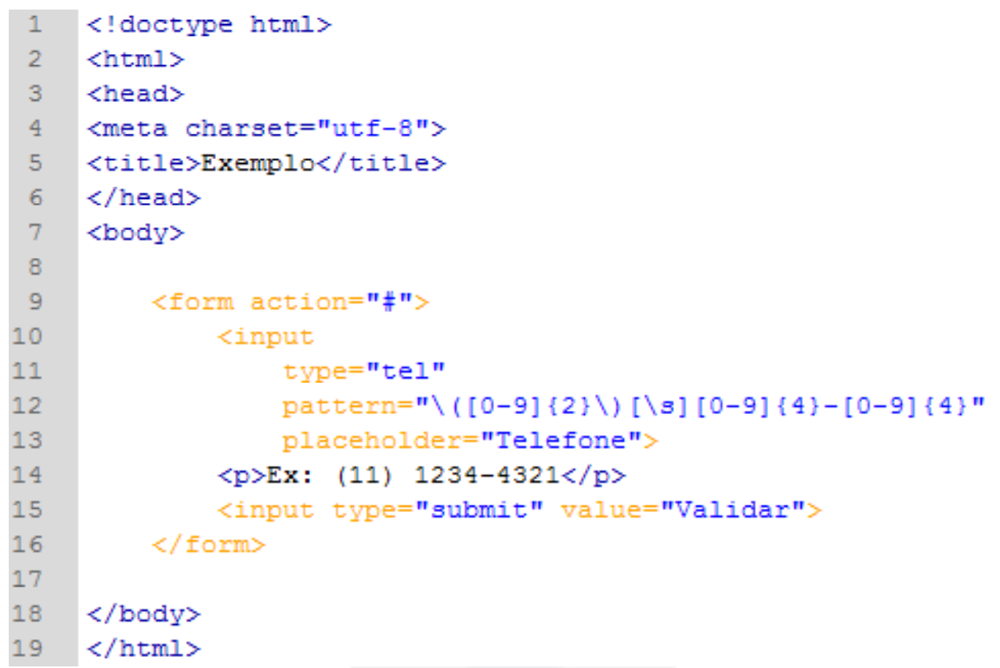 1 <!doctype html>
2 <html>
3 <head>
4 <meta charset="utf-8">
5 <title>Exemplo</title>
6 </head>
7 <body>
8
9 <form action="#">
10 <input
11 type="tel"
12 pattern="\([0-9]{2}\)[\s][0-9]{4}-[0-9]{4}"
13 placeholder="Telefone">
14 <p>Ex: (11) 1234-4321</p>
15 <input type="submit" value="Validar">
16 </form>
17
18 </body>
19 </html>